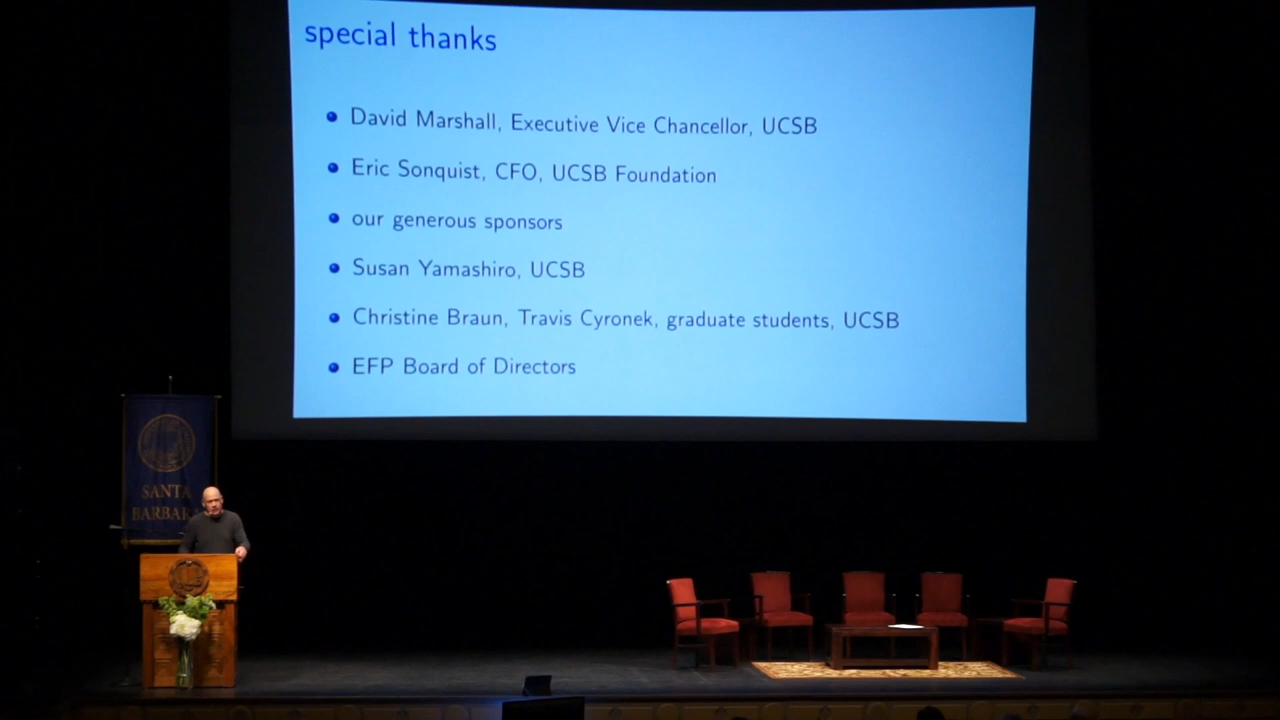 special thanks
David Marshall, Executive Vice Chancellor, UCSB
Eric Sonquist, CFO, UCSB Foundation
our generous sponsors
Susan Yamashiro, UCSB
Christine Braun, Travis Cyronek, graduate students, UCSB
EFP Board of Directors
SANTA
BARBAR